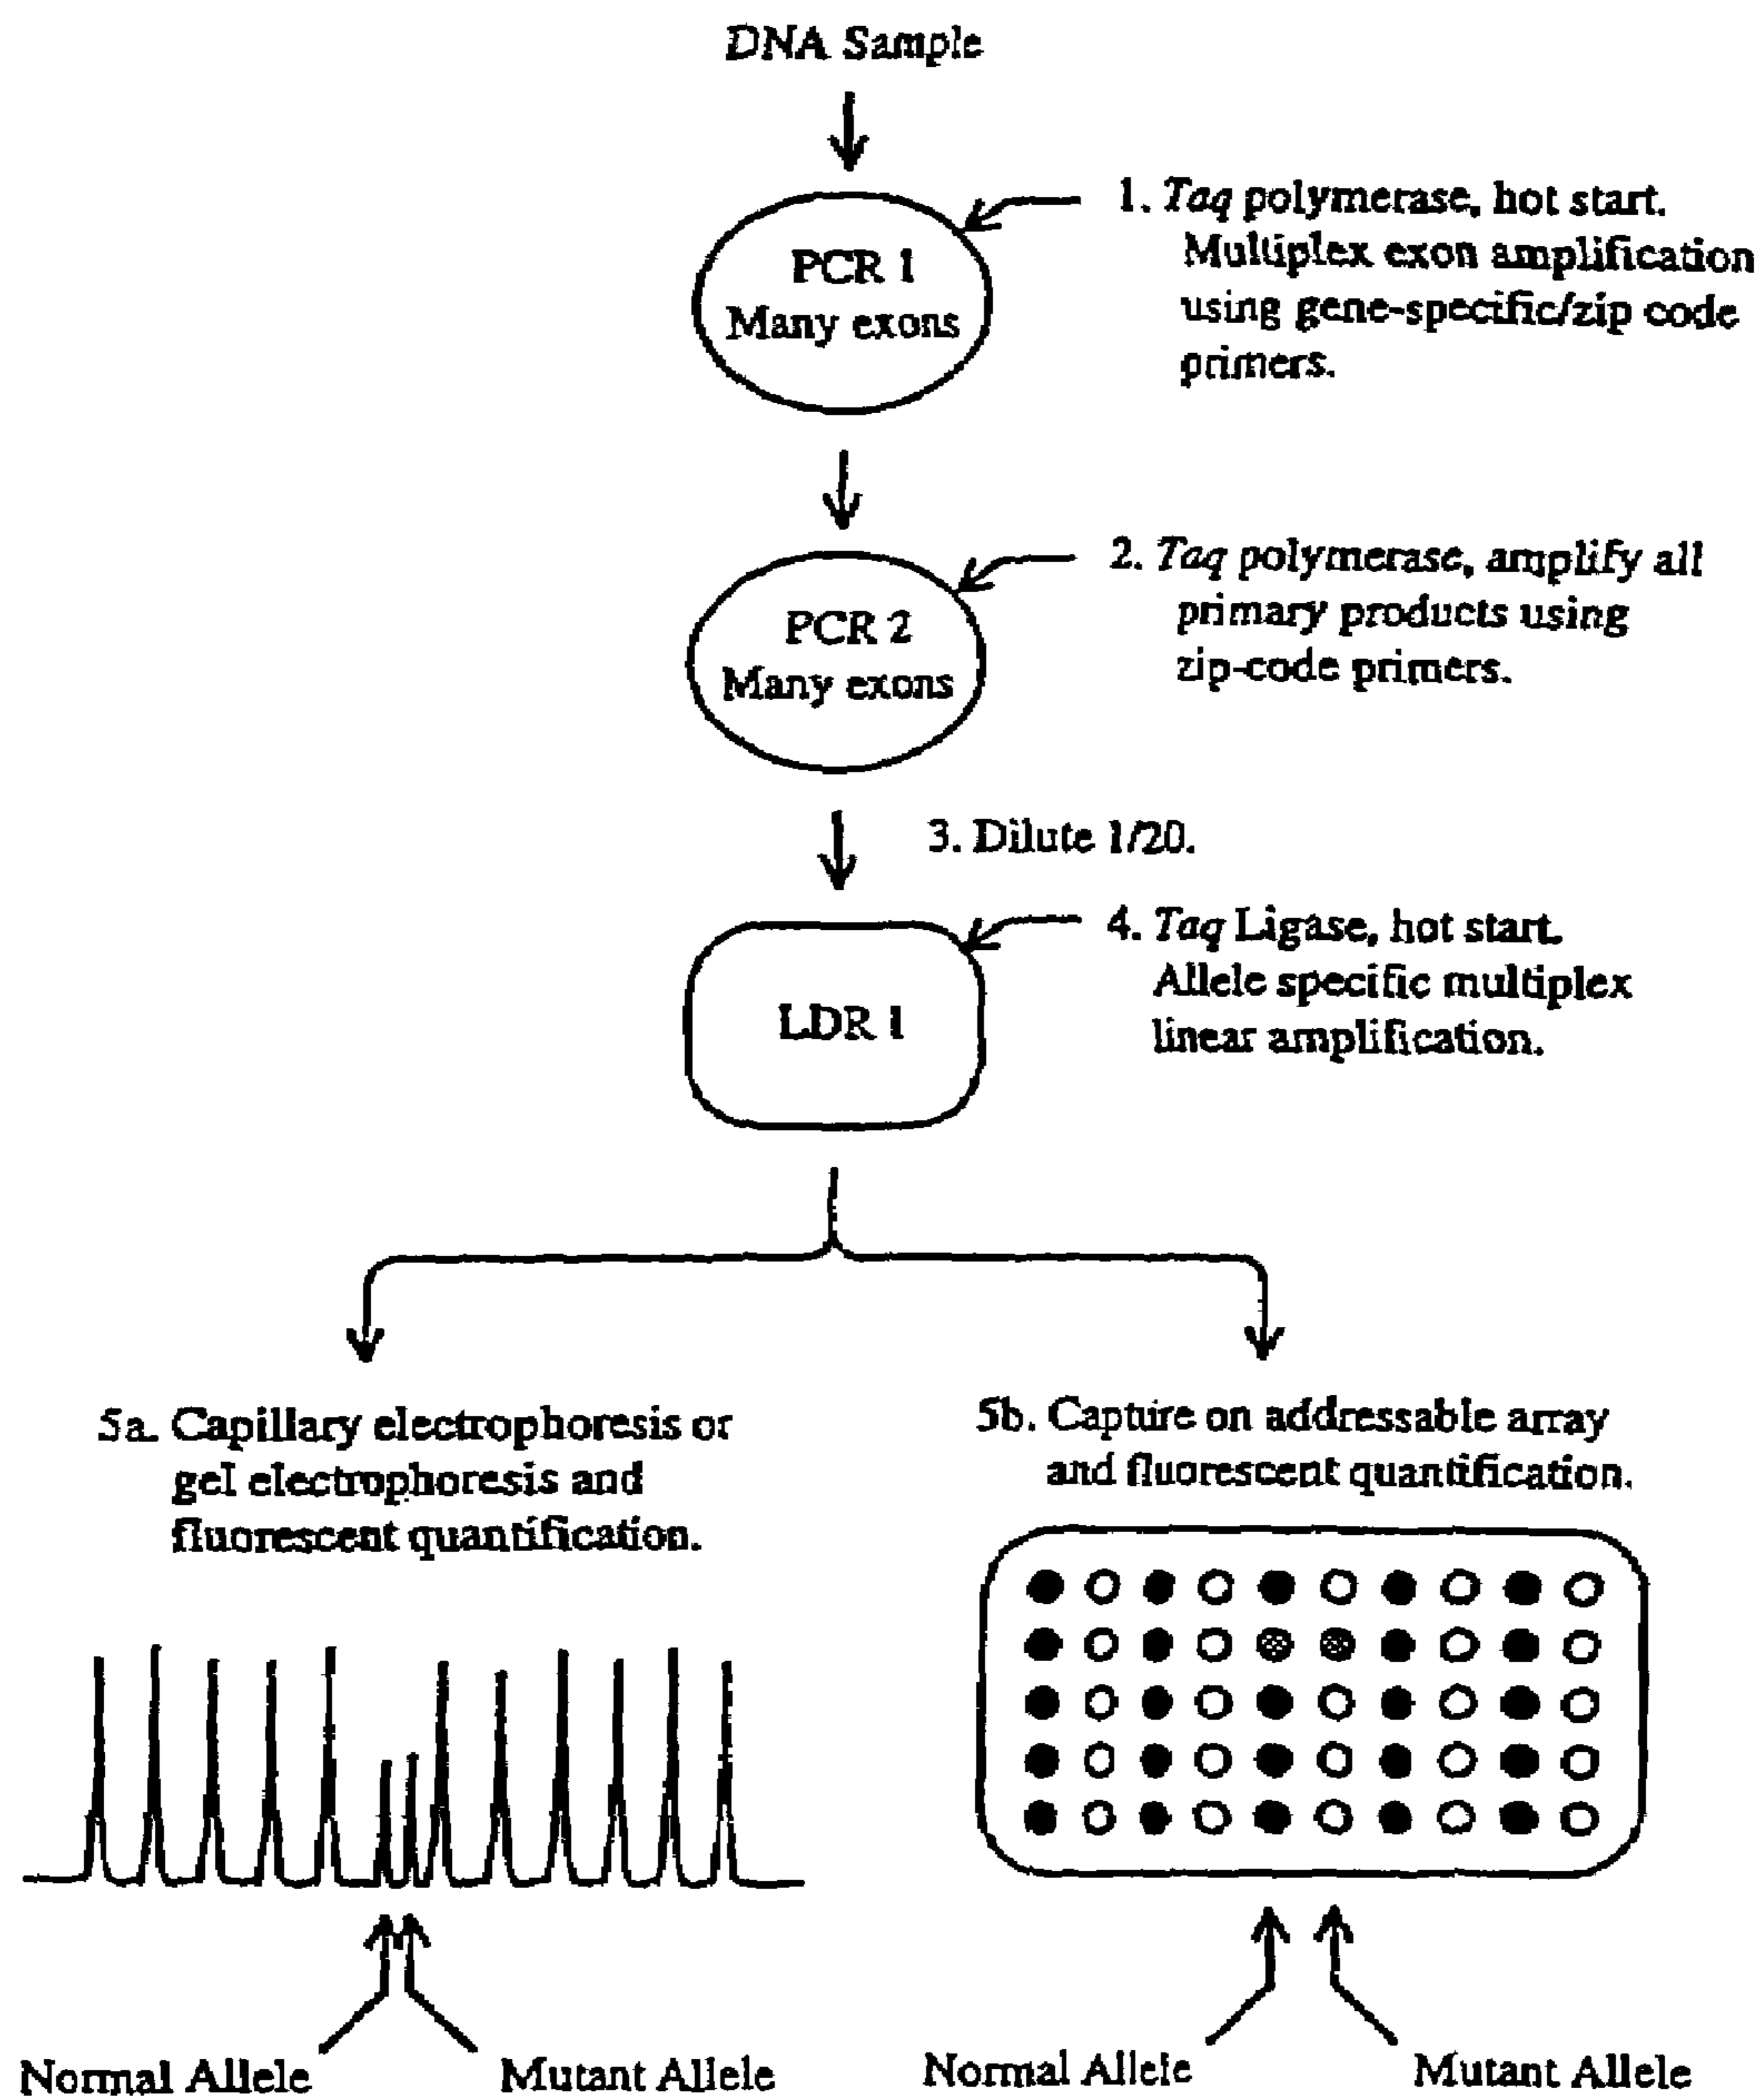 DNA Sample
PCR 1
Many exons
1. Taq polymerase, hot start.
Multiplex exon amplification
using gene-specific/zip code
primers.
PCR 2
Many exons
2. Taq polymerase, amplify all
primary products using
zip-code primers.
3. Dilute 1/20.
LDR 1
4. Taq Ligase, hot start.
Allele specific multiplex
linear amplification.
5a. Capillary electrophoresis or
gel electrophoresis and
fluorescent quantification.
5b. Capture on addressable array
and fluorescent quantification.
Normal Allele
Mutant Allele
Normal Allele
Mutant Allele